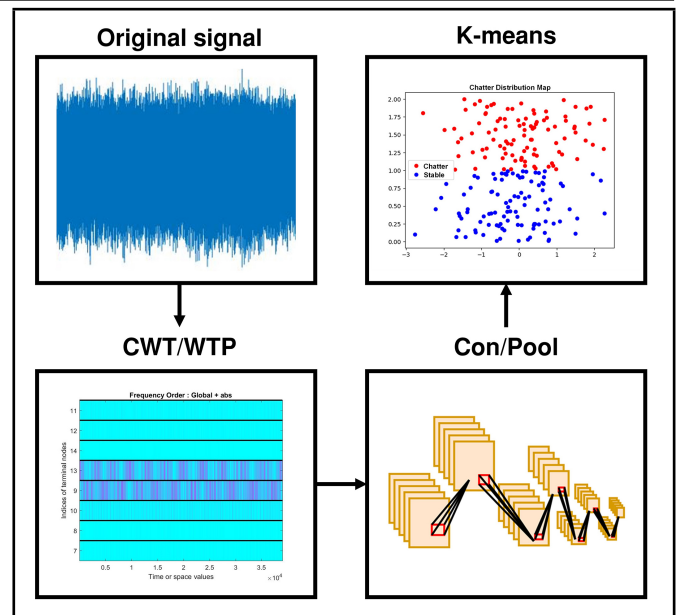 Original signal
K-means
Chatter Distribution Map
2.00
1.75
1.50
1.25
1.00
0.75
0.50
0.25
0.00
Chatter
Stable
−3 −2 −1 0 1 2
CWT/WTP
Con/Pool
Frequency Order : Global + abs
Indices of terminal nodes
11
12
14
13
9
10
8
7
0.5 1 1.5 2 2.5 3 3.5
Time or space values
×10⁴